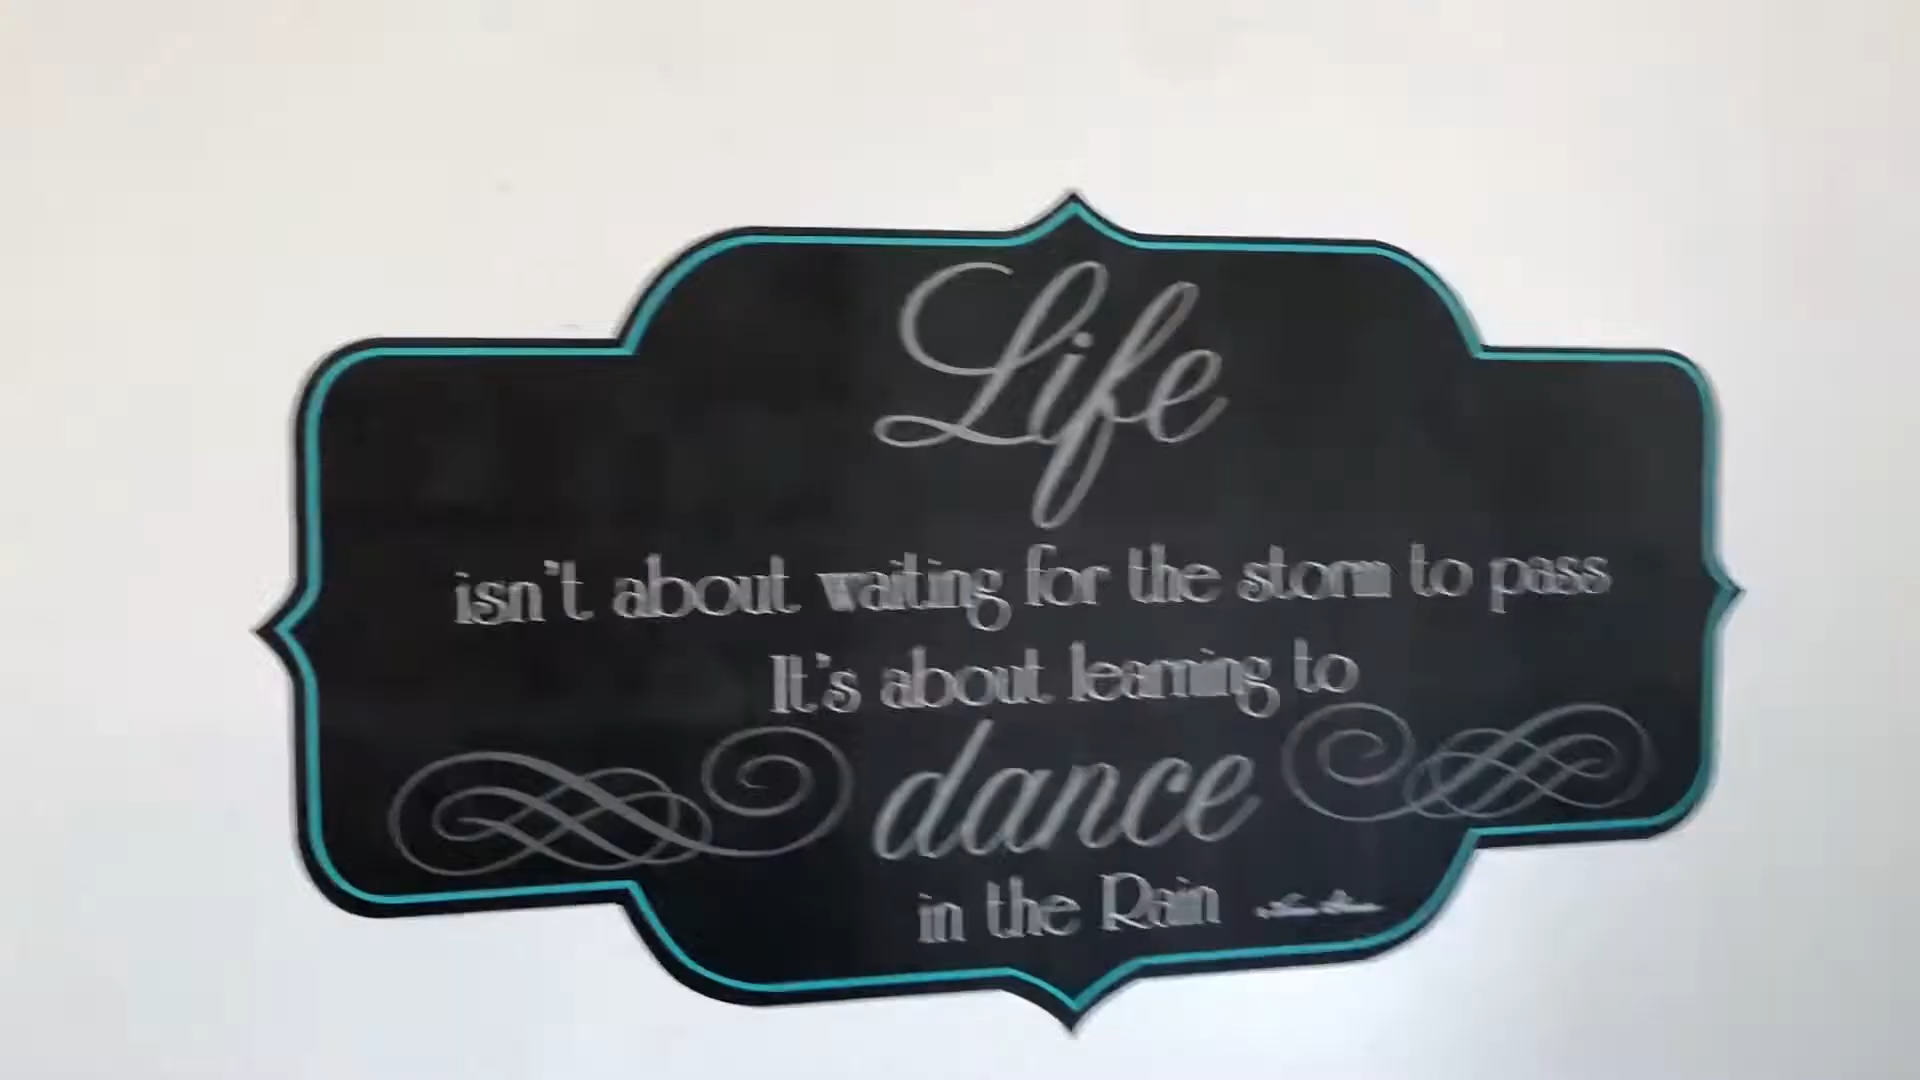 Life
isn't about waiting for the storm to pass
It's about learning to
dance
in the Rain